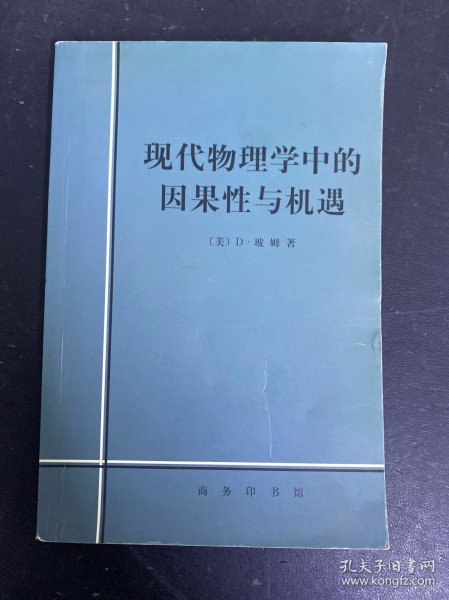 现代物理学中的
因果性与机遇
〔美〕D·玻姆著
商务印书馆
孔夫子旧书网
www.kongfz.com